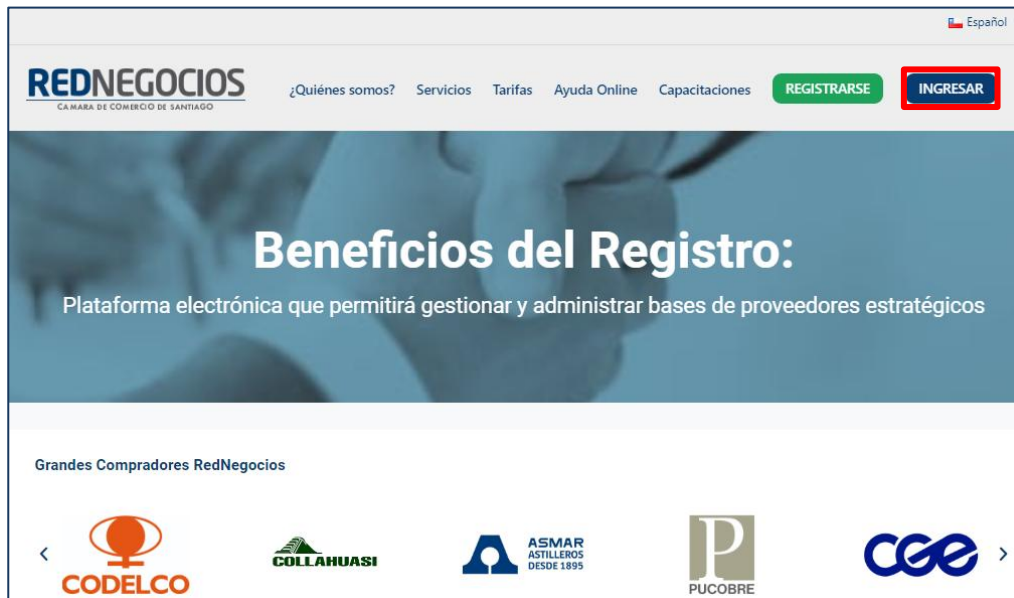 Español
REDNEGOCIOS
CAMARA DE COMERCIO DE SANTIAGO
¿Quiénes somos? Servicios Tarifas Ayuda Online Capacitaciones REGISTRARSE INGRESAR
Beneficios del Registro:
Plataforma electrónica que permitirá gestionar y administrar bases de proveedores estratégicos
Grandes Compradores RedNegocios
CODELCO
COLLAHUASI
ASMAR
ASTILLEROS
DESDE 1895
P
PUCOBRE
CGE